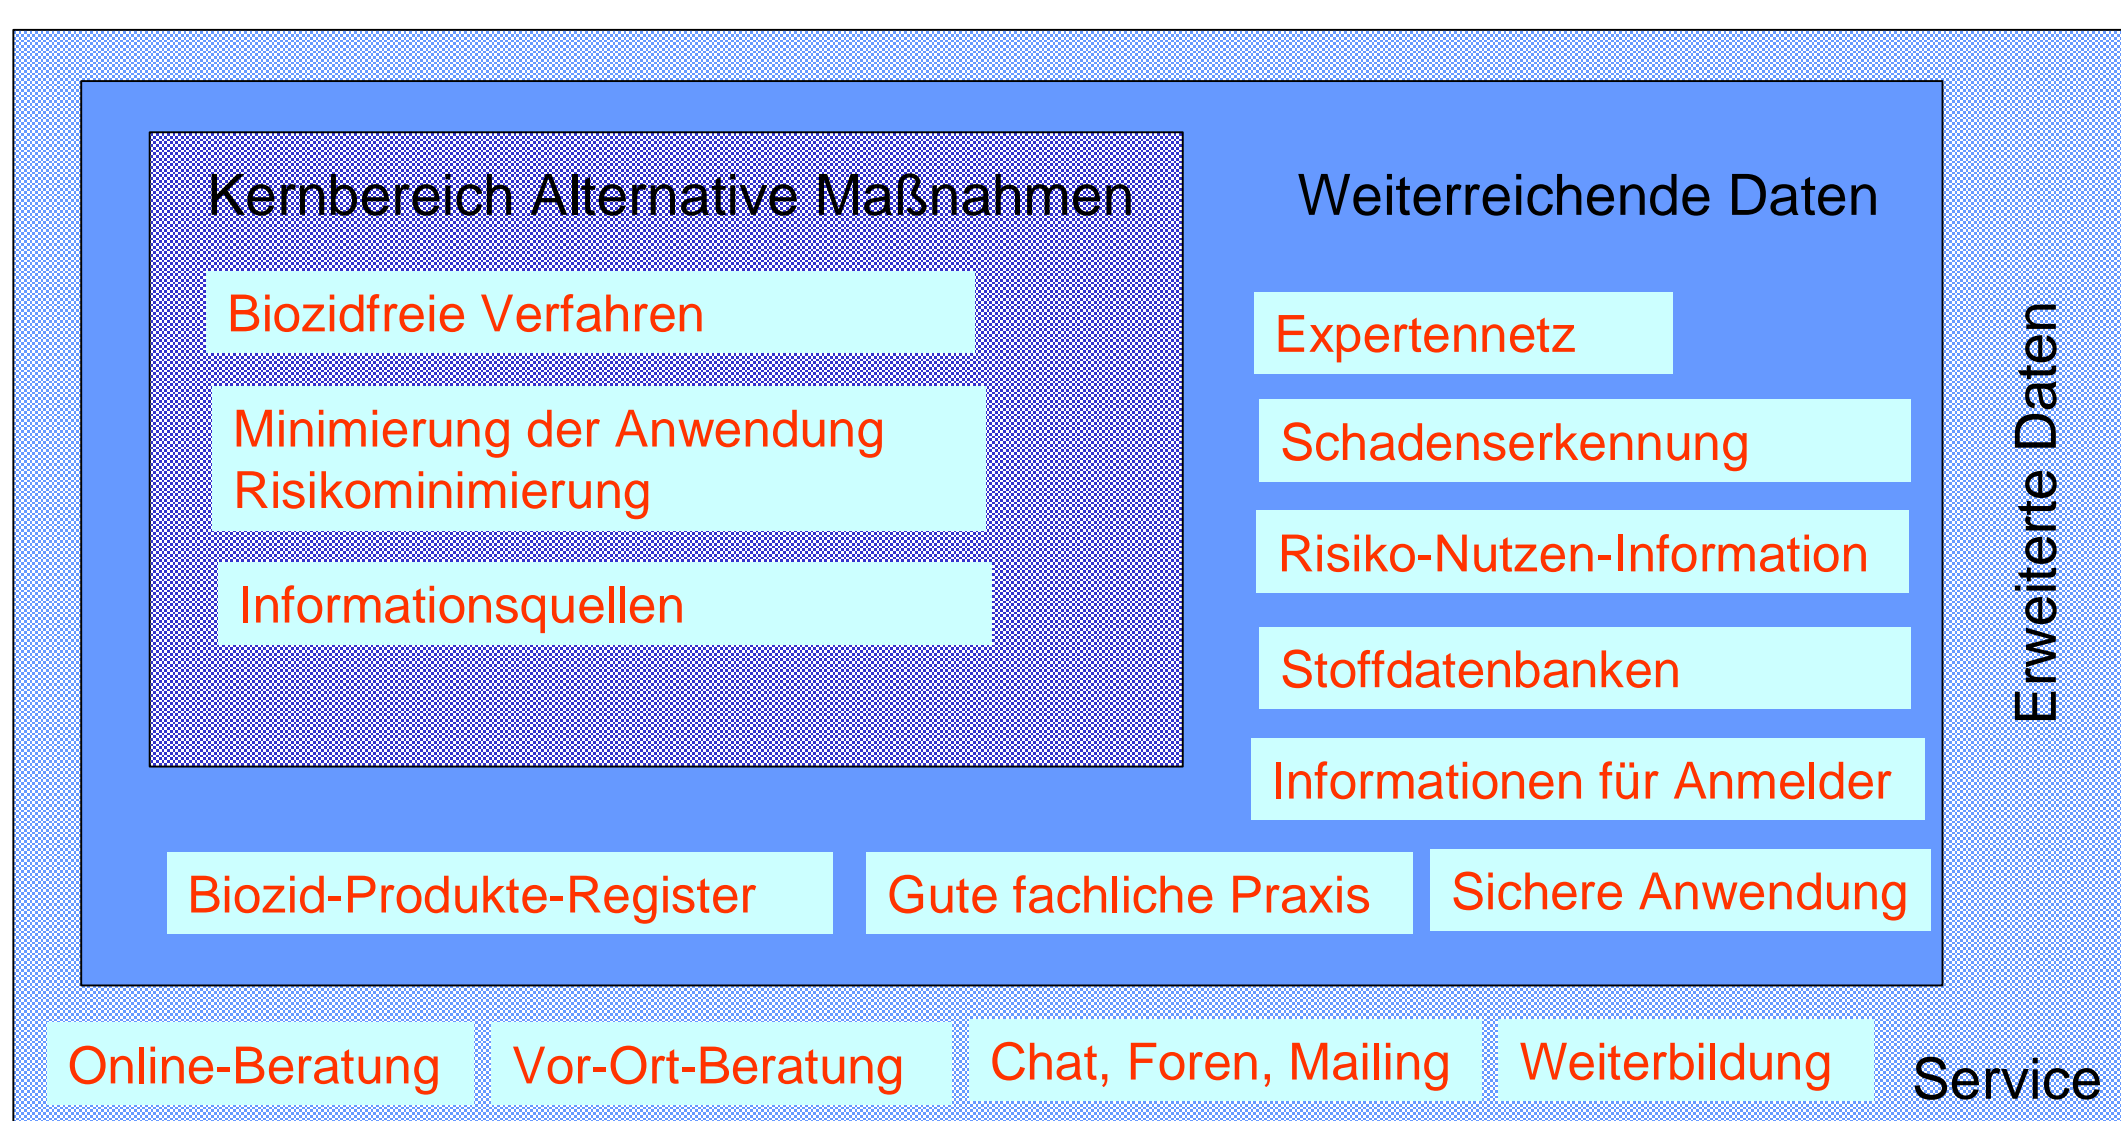 Kernbereich Alternative Maßnahmen
Biozidfreie Verfahren
Minimierung der Anwendung
Risikominimierung
Informationsquellen
Weiterreichende Daten
Expertennetz
Schadenserkennung
Risiko-Nutzen-Information
Stoffdatenbanken
Informationen für Anmelder
Biozid-Produkte-Register
Gute fachliche Praxis
Sichere Anwendung
Erweiterte Daten
Online-Beratung
Vor-Ort-Beratung
Chat, Foren, Mailing
Weiterbildung
Service